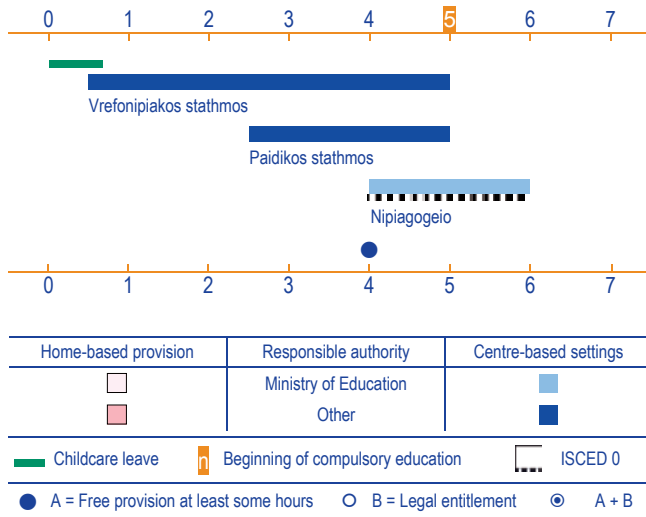 0 1 2 3 4 5 6 7
Vrefonipiakos stathmos
Paidikos stathmos
Nipiagogeio
0 1 2 3 4 5 6 7
Home-based provision Responsible authority Centre-based settings
Ministry of Education
Other
Childcare leave n Beginning of compulsory education ISCED 0
A = Free provision at least some hours B = Legal entitlement A + B